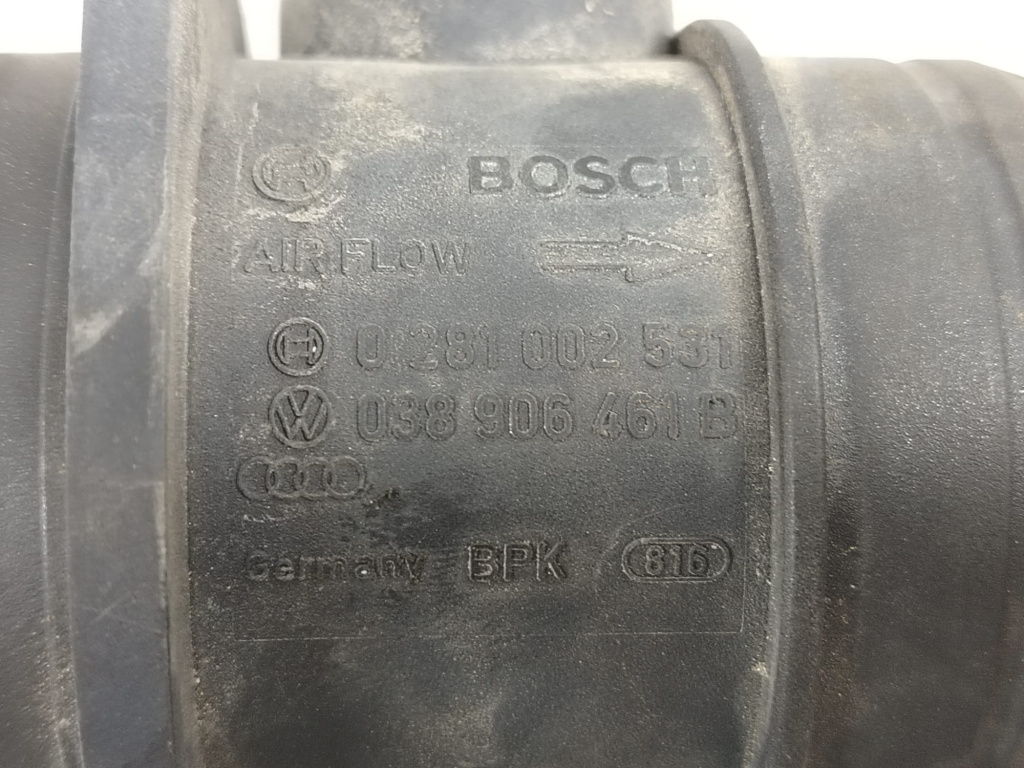 BOSCH
AIR FLOW
0 281 002 531
038 906 461 B
Germany BPK 816